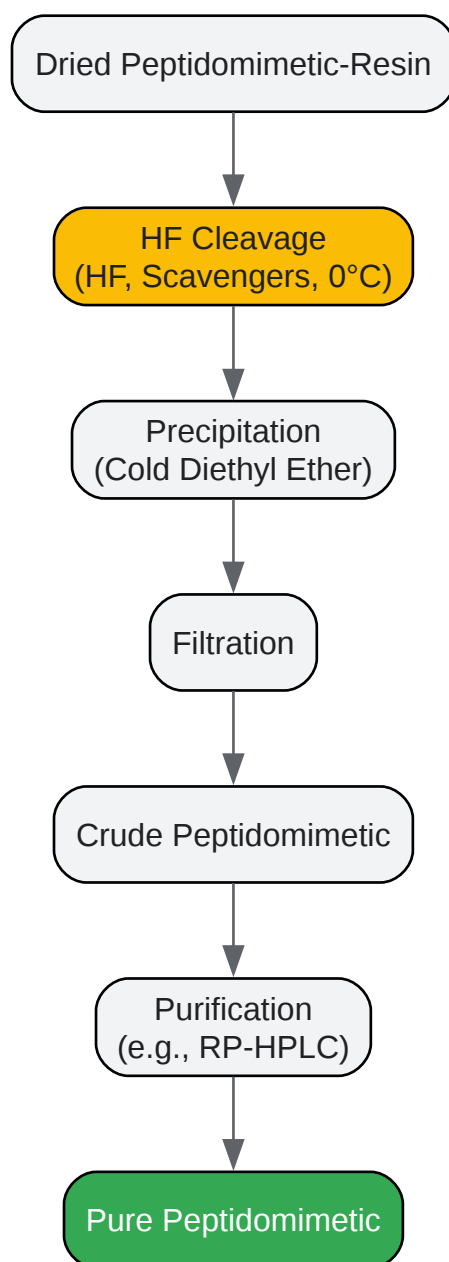 Dried Peptidomimetic-Resin
HF Cleavage
(HF, Scavengers, 0°C)
Precipitation
(Cold Diethyl Ether)
Filtration
Crude Peptidomimetic
Purification
(e.g., RP-HPLC)
Pure Peptidomimetic